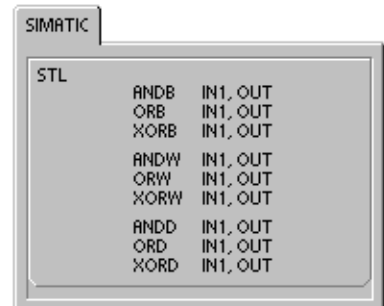 SIMATIC
STL
ANDB IN1, OUT
ORB IN1, OUT
XORB IN1, OUT
ANDW IN1, OUT
ORW IN1, OUT
XORW IN1, OUT
ANDD IN1, OUT
ORD IN1, OUT
XORD IN1, OUT